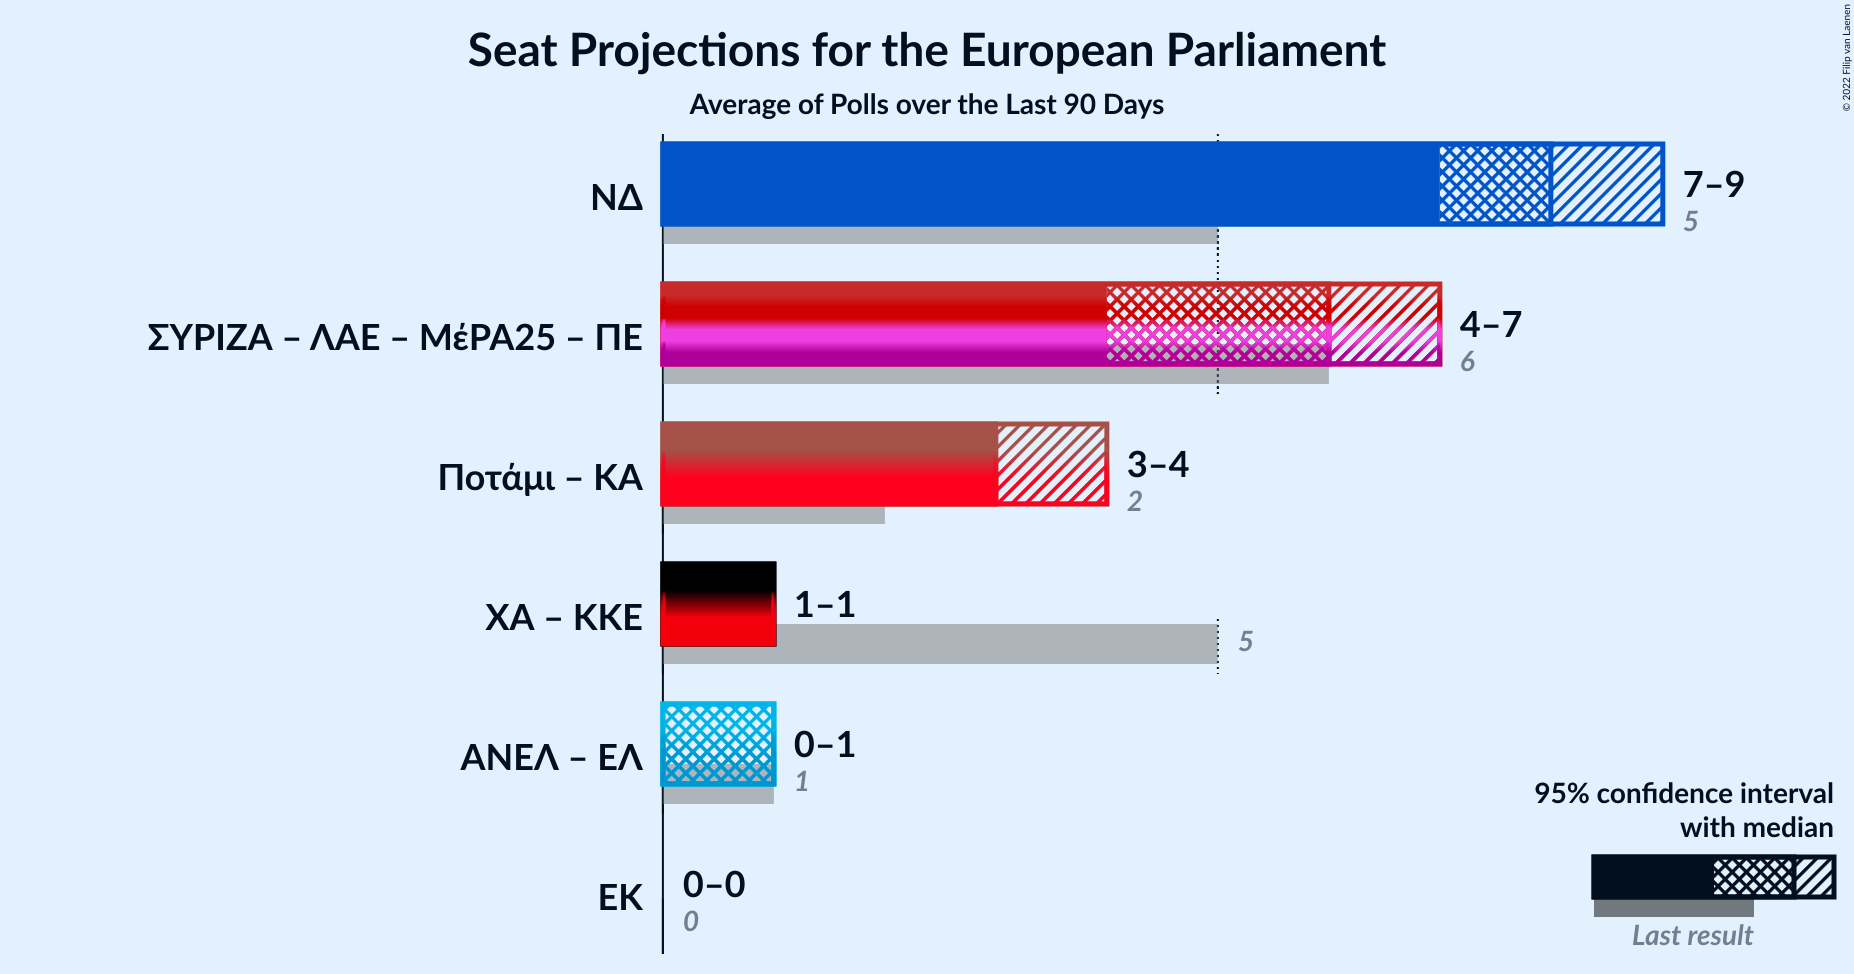 Seat Projections for the European Parliament
Average of Polls over the Last 90 Days
© 2022 Filip van Laenen
ΝΔ
7–9
5
ΣΥΡΙΖΑ – ΛΑΕ – ΜέΡΑ25 – ΠΕ
4–7
6
Ποτάμι – ΚΑ
3–4
2
ΧΑ – ΚΚΕ
1–1
5
ΑΝΕΛ – ΕΛ
0–1
1
ΕΚ
0–0
0
95% confidence interval
with median
Last result